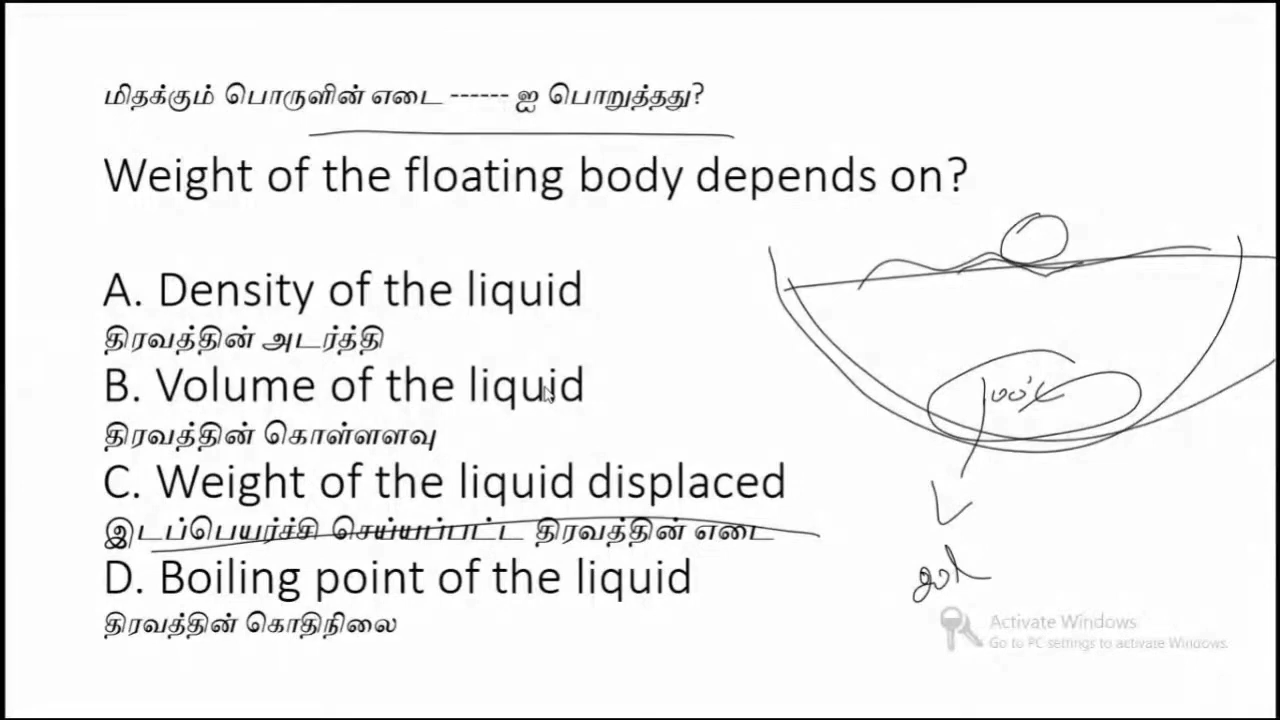 மிதக்கும் பொருளின் எடை ------ ஐ பொறுத்தது?
Weight of the floating body depends on?
A. Density of the liquid
திரவத்தின் அடர்த்தி
B. Volume of the liquid
திரவத்தின் கொள்ளளவு
C. Weight of the liquid displaced
இடப்பெயர்ச்சி செய்யப்பட்ட திரவத்தின் எடை
D. Boiling point of the liquid
திரவத்தின் கொதிநிலை
Activate Windows
Go to PC settings to activate Windows.